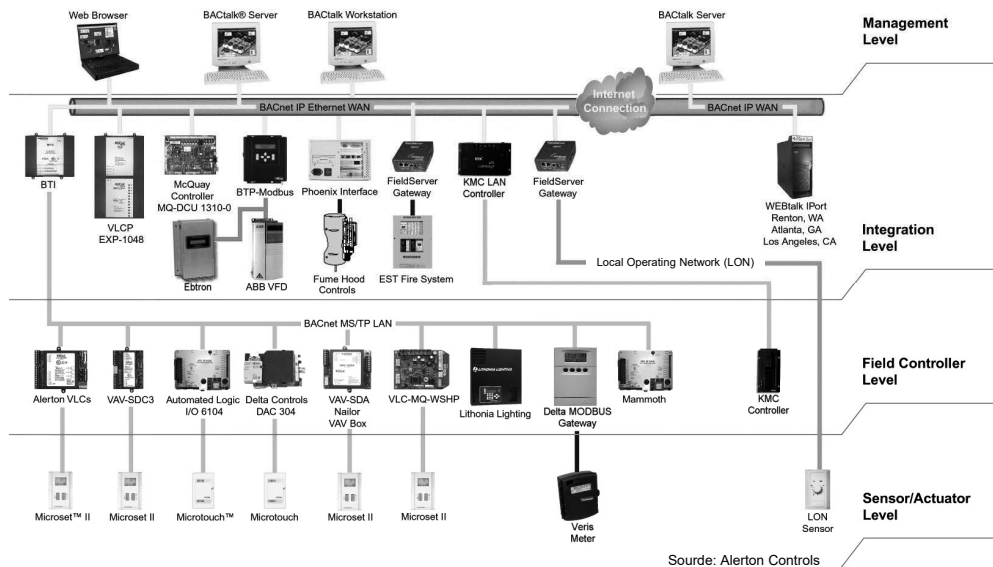 Web Browser
BACtalk® Server
BACtalk Workstation
BACtalk Server
Management
Level
BACnet IP Ethernet WAN
Internet
Connection
BACnet IP WAN
BTI
VLCP
EXP-1048
McQuay
Controller
MQ-DCU 1310-0
BTP-Modbus
Phoenix Interface
FieldServer
Gateway
KMC LAN
Controller
FieldServer
Gateway
WEBtalk IPort
Renton, WA
Atlanta, GA
Los Angeles, CA
Integration
Level
Ebtron
ABB VFD
Fume Hood
Controls
EST Fire System
Local Operating Network (LON)
BACnet MS/TP LAN
Field Controller
Level
Alerton VLCs
VAV-SDC3
Automated Logic
I/O 6104
Delta Controls
DAC 304
VAV-SDA
Nailor
VAV Box
VLC-MQ-WSHP
LITHONIA LIGHTING
Lithonia Lighting
Delta MODBUS
Gateway
Mammoth
KMC
Controller
Microset™ II
Microset II
Microtouch™
Microtouch
Microset II
Microset II
Veris
Meter
LON
Sensor
Sensor/Actuator
Level
Sourde: Alerton Controls